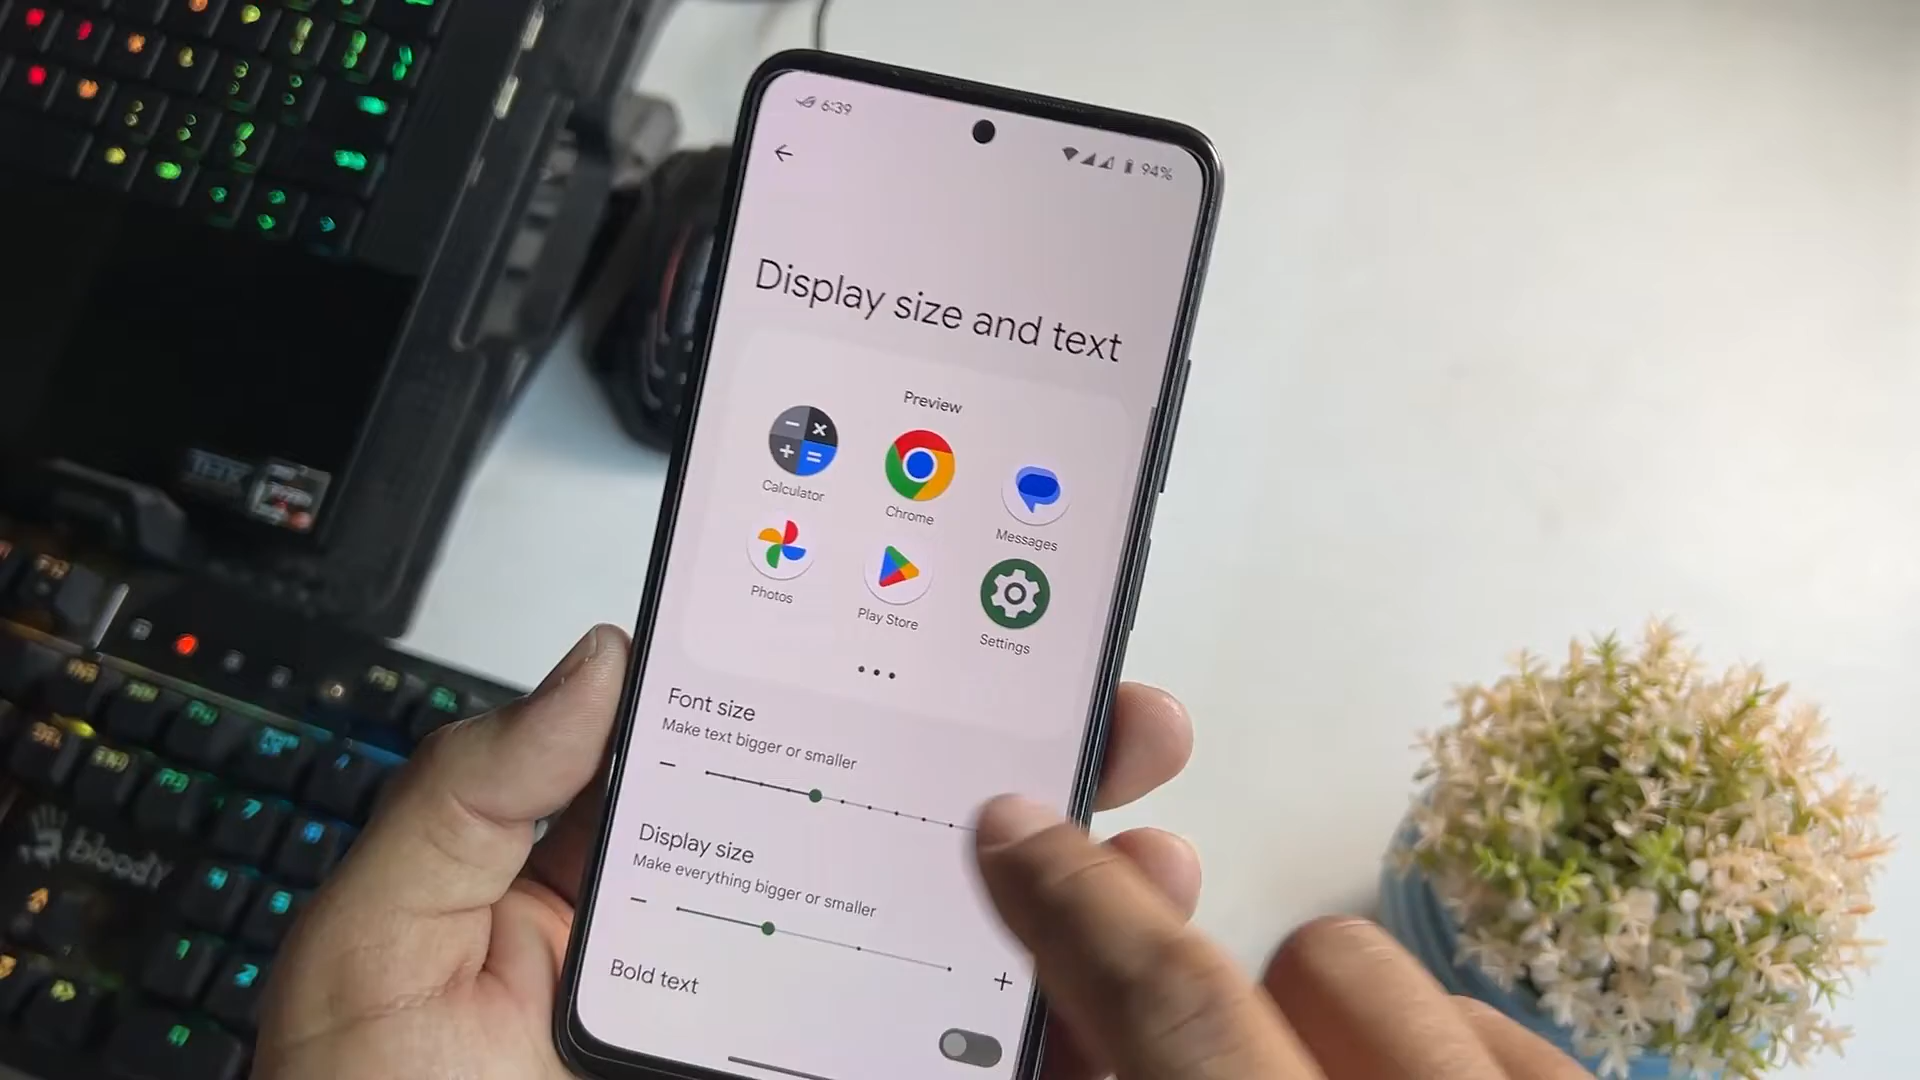 6:39
94%
Display size and text
Preview
Calculator
Chrome
Messages
Photos
Play Store
Settings
Font size
Make text bigger or smaller
Display size
Make everything bigger or smaller
Bold text
bloody